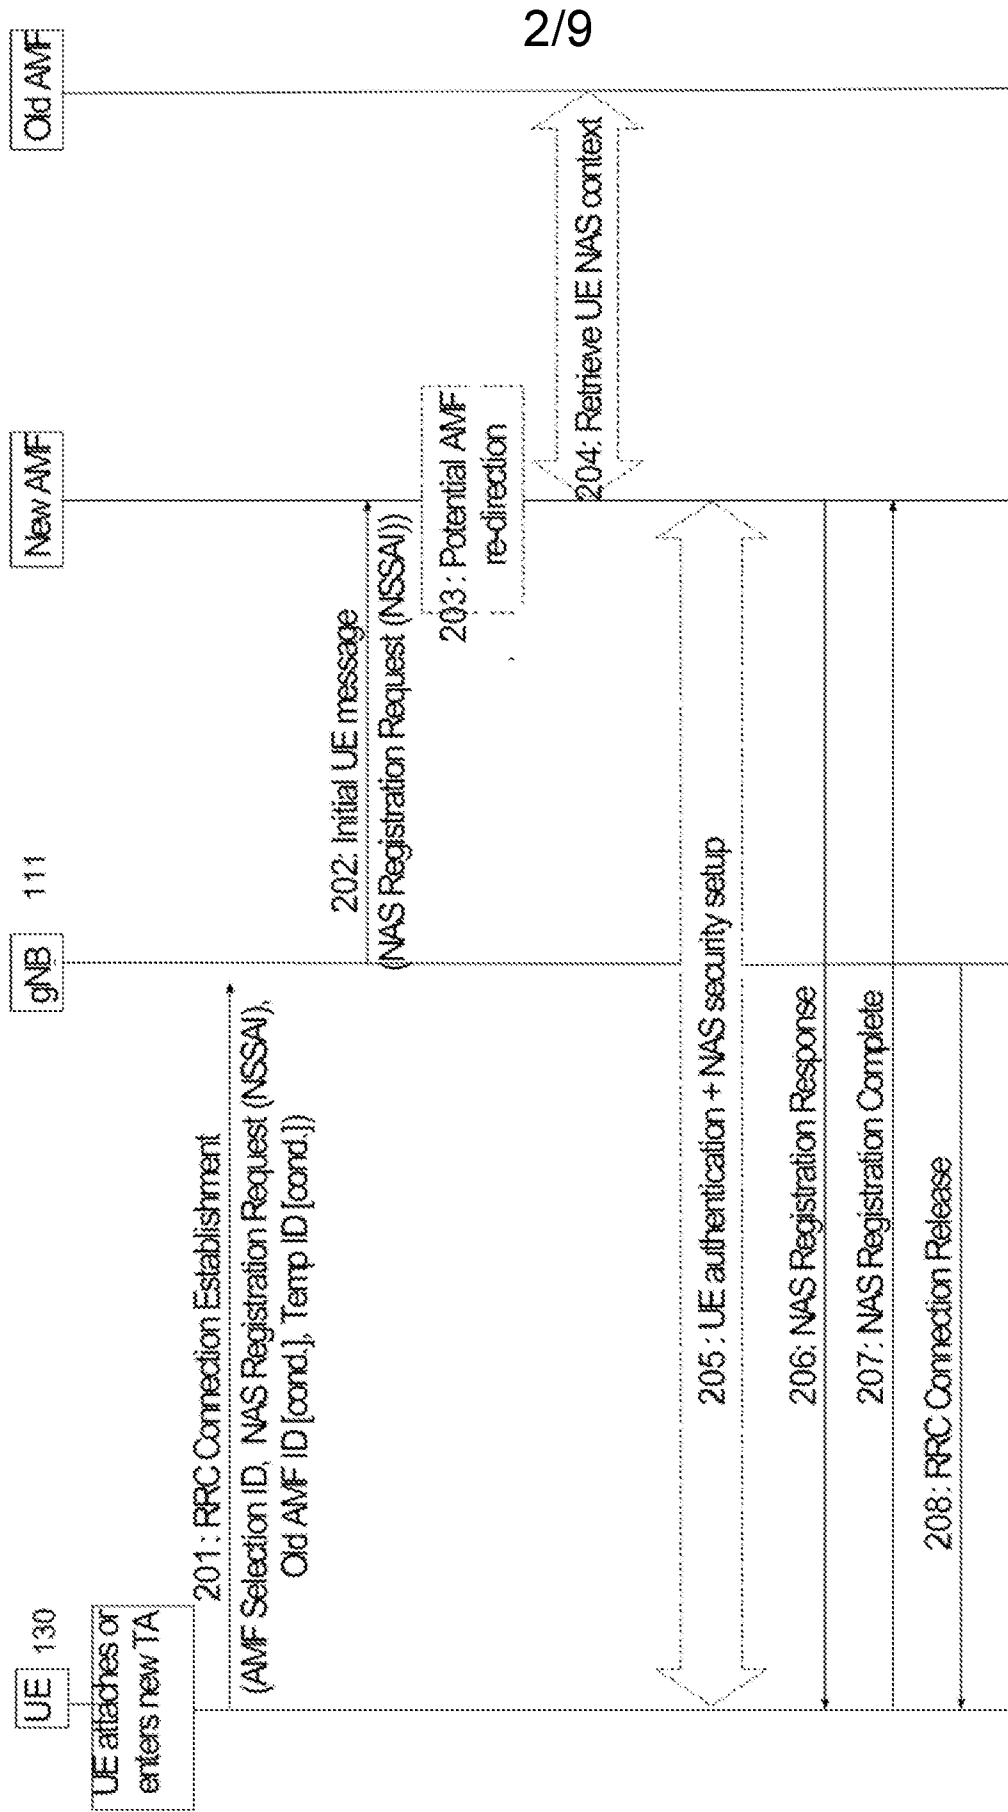 2/9
UE
130
gNB
111
New AMF
Old AMF
UE attaches or
enters new TA
201 : RRC Connection Establishment
(AMF Selection ID, NAS Registration Request (NSSAI),
Old AMF ID [cond.], Temp ID [cond.])
202: Initial UE message
(NAS Registration Request (NSSAI))
203 : Potential AMF
re-direction
204: Retrieve UE NAS context
205 : UE authentication + NAS security setup
206: NAS Registration Response
207: NAS Registration Complete
208 : RRC Connection Release